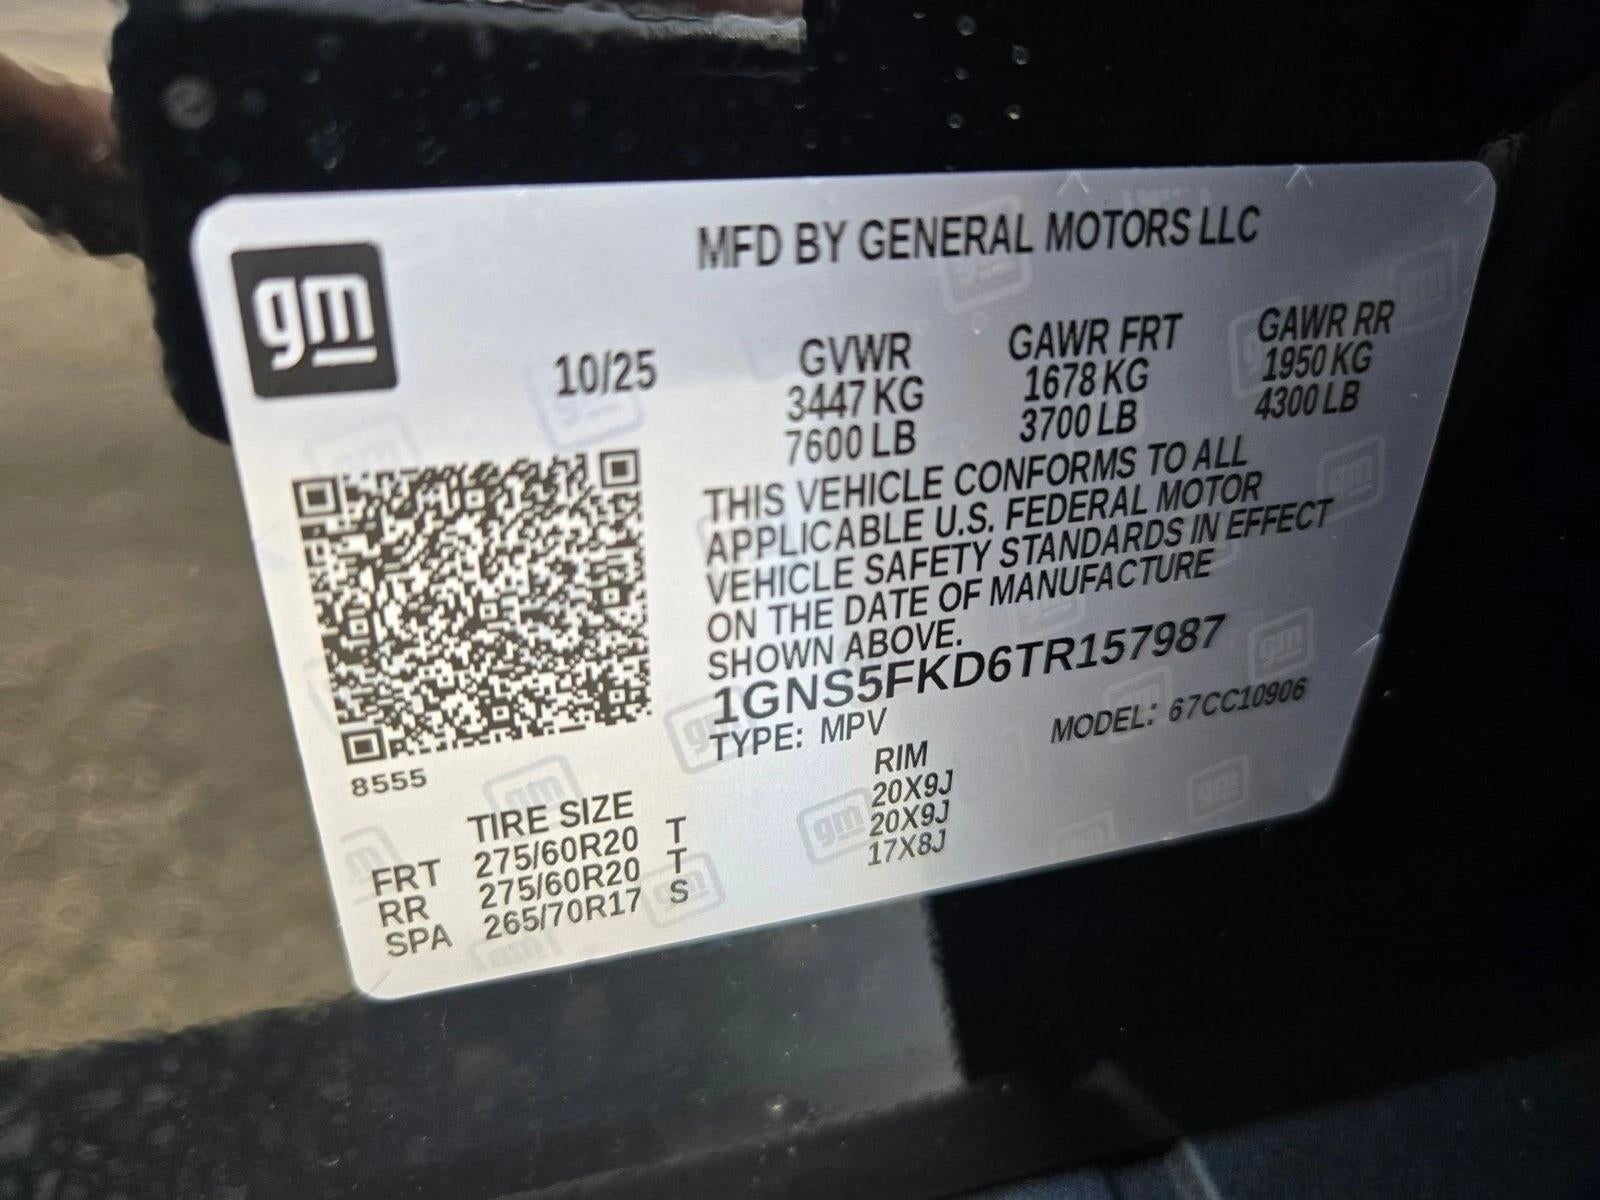 gm
MFD BY GENERAL MOTORS LLC
10/25
GVWR GAWR FRT GAWR RR
3447 KG 1678 KG 1950 KG
7600 LB 3700 LB 4300 LB
THIS VEHICLE CONFORMS TO ALL
APPLICABLE U.S. FEDERAL MOTOR
VEHICLE SAFETY STANDARDS IN EFFECT
ON THE DATE OF MANUFACTURE
SHOWN ABOVE.
1GNS5FKD6TR157987
TYPE: MPV MODEL: 67CC10906
8555
TIRE SIZE RIM
FRT 275/60R20 T 20X9J
RR 275/60R20 T 20X9J
SPA 265/70R17 S 17X8J